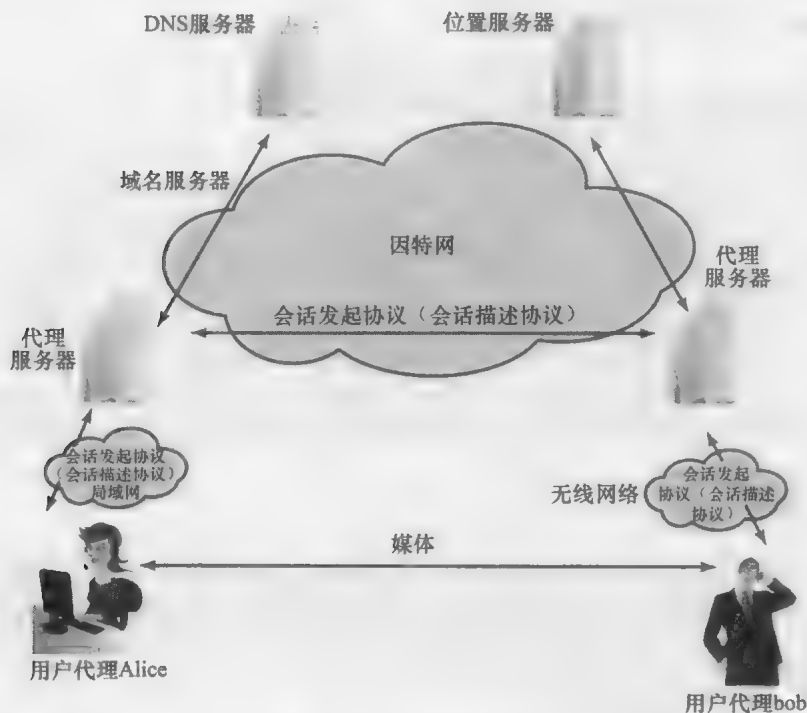 DNS服务器
位置服务器
域名服务器
因特网
代理
服务器
会话发起协议（会话描述协议）
代理
服务器
会话发起协议
（会话描述协议）
局域网
无线网络
会话发起
协议（会话描述
协议）
媒体
用户代理Alice
用户代理bob